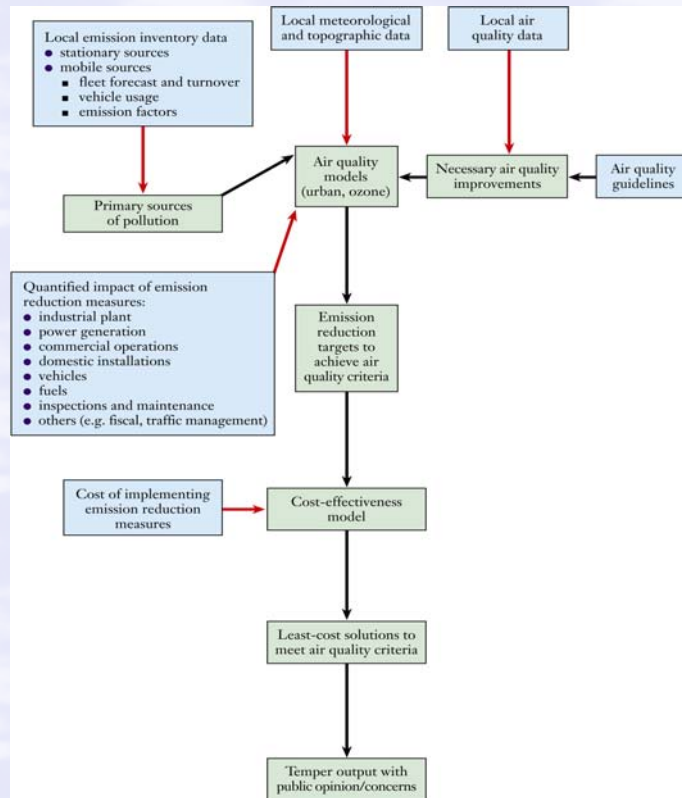 Local emission inventory data
● stationary sources
● mobile sources
■ fleet forecast and turnover
■ vehicle usage
■ emission factors
Local meteorological
and topographic data
Local air
quality data
Primary sources
of pollution
Air quality
models
(urban, ozone)
Necessary air quality
improvements
Air quality
guidelines
Quantified impact of emission
reduction measures:
● industrial plant
● power generation
● commercial operations
● domestic installations
● vehicles
● fuels
● inspections and maintenance
● others (e.g. fiscal, traffic management)
Emission
reduction
targets to
achieve air
quality criteria
Cost of implementing
emission reduction
measures
Cost-effectiveness
model
Least-cost solutions to
meet air quality criteria
Temper output with
public opinion/concerns